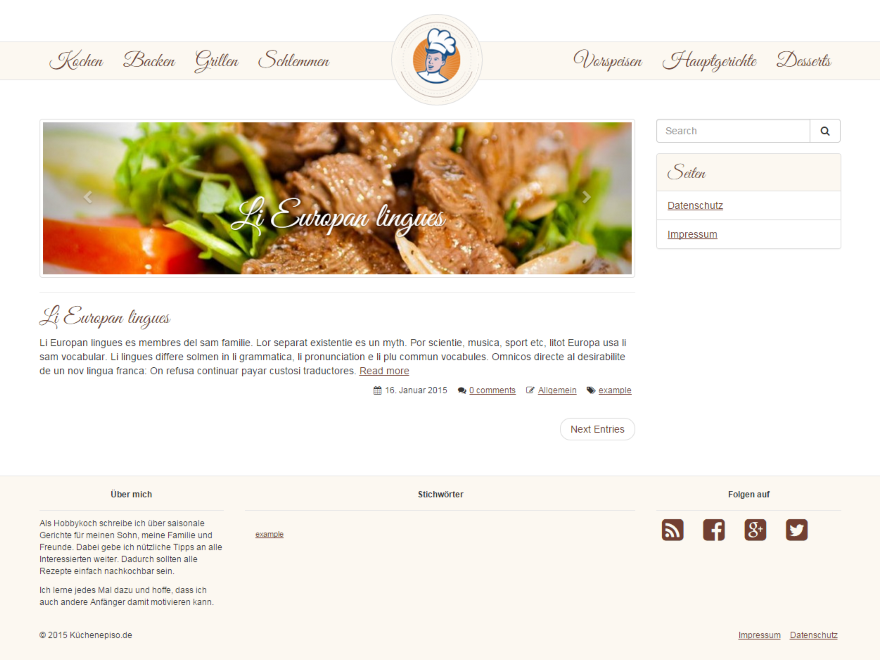 Kochen Backen Grillen Schlemmen Vorspeisen Hauptgerichte Desserts
Search
Li Europan lingues
Seiten
Datenschutz
Impressum
Li Europan lingues
Li Europan lingues es membres del sam familie. Lor separat existentie es un myth. Por scientie, musica, sport etc, litot Europa usa li
sam vocabular. Li lingues differe solmen in li grammatica, li pronunciation e li plu commun vocabules. Omnicos directe al desirabilite
de un nov lingua franca: On refusa continuar payar custosi traductores. Read more
16. Januar 2015 0 comments Allgemein example
Next Entries
Über mich
Als Hobbykoch schreibe ich über saisonale
Gerichte für meinen Sohn, meine Familie und
Freunde. Dabei gebe ich nützliche Tipps an alle
Interessierten weiter. Dadurch sollten alle
Rezepte einfach nachkochbar sein.
Ich lerne jedes Mal dazu und hoffe, dass ich
auch andere Anfänger damit motivieren kann.
Stichwörter
example
Folgen auf
© 2015 Küchenepiso.de
Impressum Datenschutz